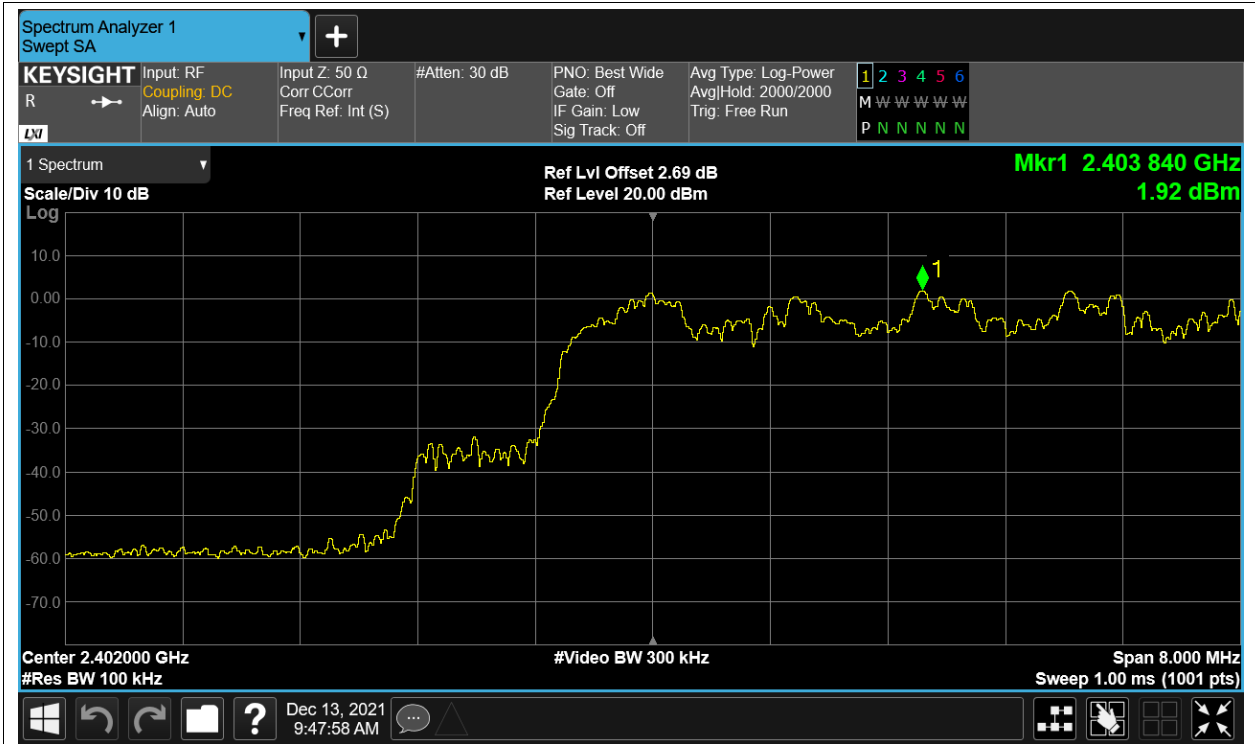 Spectrum Analyzer 1
Swept SA
KEYSIGHT Input: RF Input Z: 50 Ω #Atten: 30 dB PNO: Best Wide Avg Type: Log-Power 1 2 3 4 5 6
R Coupling: DC Corr CCorr Gate: Off Avg|Hold: 2000/2000 M W W W W W W
Align: Auto Freq Ref: Int (S) IF Gain: Low Trig: Free Run
LXI Sig Track: Off P N N N N N N
1 Spectrum Ref Lvl Offset 2.69 dB Mkr1 2.403 840 GHz
Scale/Div 10 dB Ref Level 20.00 dBm 1.92 dBm
Log
10.0
1
0.00
-10.0
-20.0
-30.0
-40.0
-50.0
-60.0
-70.0
Center 2.402000 GHz #Video BW 300 kHz Span 8.000 MHz
#Res BW 100 kHz Sweep 1.00 ms (1001 pts)
? Dec 13, 2021
9:47:58 AM